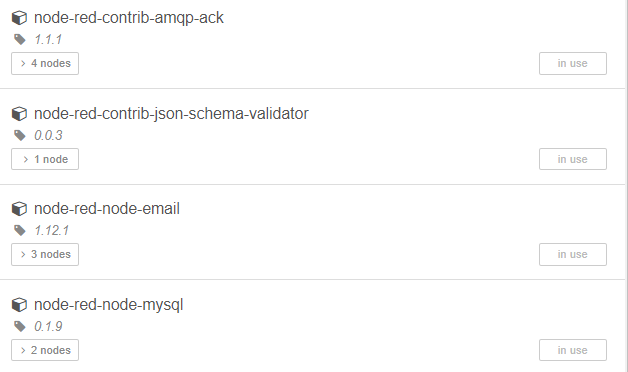 node-red-contrib-amqp-ack
1.1.1
4 nodes
in use
node-red-contrib-json-schema-validator
0.0.3
1 node
in use
node-red-node-email
1.12.1
3 nodes
in use
node-red-node-mysql
0.1.9
2 nodes
in use